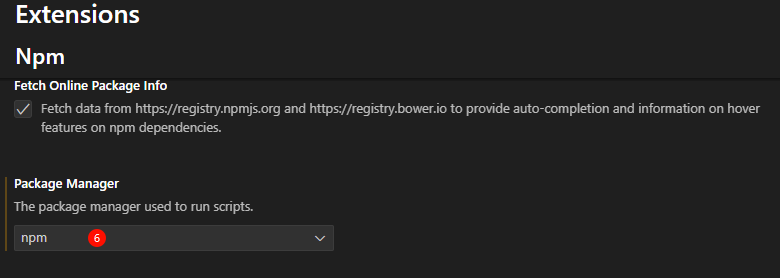 Extensions
Npm
Fetch Online Package Info
Fetch data from https://registry.npmjs.org and https://registry.bower.io to provide auto-completion and information on hover
features on npm dependencies.
Package Manager
The package manager used to run scripts.
npm 6